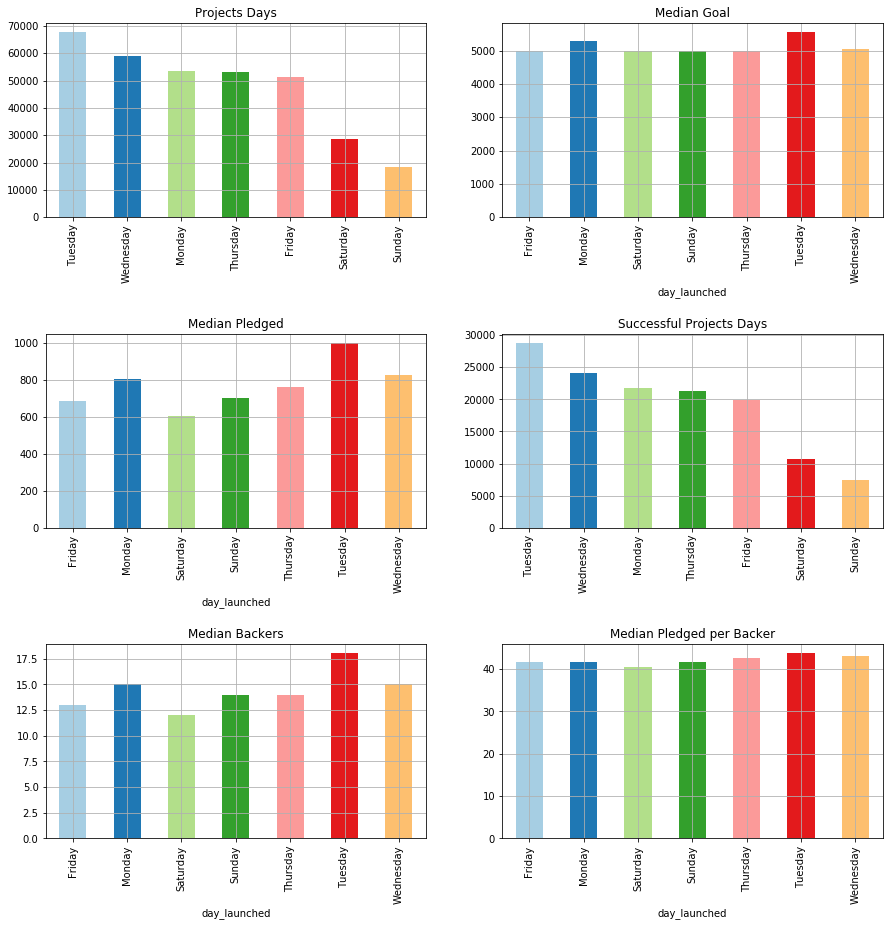 Projects Days
70000
60000
50000
40000
30000
20000
10000
0
Tuesday
Wednesday
Monday
Thursday
Friday
Saturday
Sunday
Median Goal
5000
4000
3000
2000
1000
0
Friday
Monday
Saturday
Sunday
Thursday
Tuesday
Wednesday
day_launched
Median Pledged
1000
800
600
400
200
0
Friday
Monday
Saturday
Sunday
Thursday
Tuesday
Wednesday
day_launched
Successful Projects Days
30000
25000
20000
15000
10000
5000
0
Tuesday
Wednesday
Monday
Thursday
Friday
Saturday
Sunday
Median Backers
17.5
15.0
12.5
10.0
7.5
5.0
2.5
0.0
Friday
Monday
Saturday
Sunday
Thursday
Tuesday
Wednesday
day_launched
Median Pledged per Backer
40
30
20
10
0
Friday
Monday
Saturday
Sunday
Thursday
Tuesday
Wednesday
day_launched